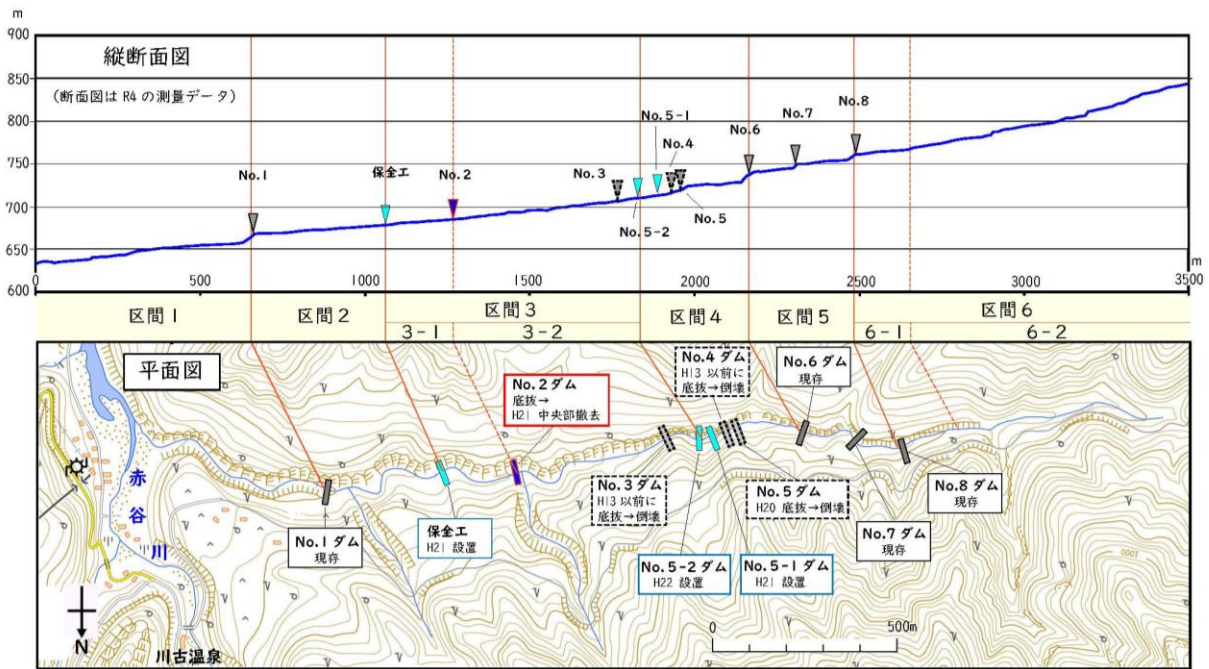 m
900
850
800
750
700
650
600
縦断面図
(断面図は R4 の測量データ)
No.1
保全工
No.2
No.3
No.5-2
No.5-1
No.4
No.5
No.6
No.7
No.8
m
0
500
1000
1500
2000
2500
3000
3500
区間1
区間2
区間3
3-1
3-2
区間4
区間5
区間6
6-1
6-2
平面図
No.4 ダム
H13 以前に
底抜→倒壊
No.6 ダム
現存
No.2 ダム
底抜→
H21 中央部撤去
赤谷川
No.1 ダム
現存
保全工
H21 設置
No.3 ダム
H13 以前に
底抜→倒壊
No.5 ダム
H20 底抜→倒壊
No.8 ダム
現存
No.7 ダム
現存
No.5-2 ダム
H22 設置
No.5-1 ダム
H21 設置
1000
N
川古温泉
0
500m